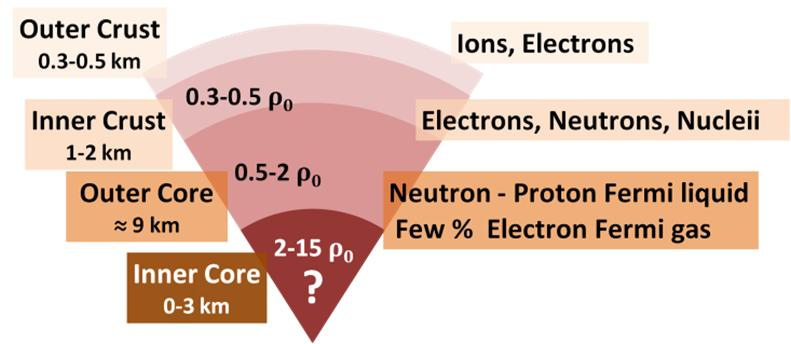 Outer Crust
0.3-0.5 km
Ions, Electrons
0.3-0.5 ρ₀
Inner Crust
1-2 km
Electrons, Neutrons, Nucleii
0.5-2 ρ₀
Outer Core
≈ 9 km
Neutron - Proton Fermi liquid
Few % Electron Fermi gas
2-15 ρ₀
?
Inner Core
0-3 km